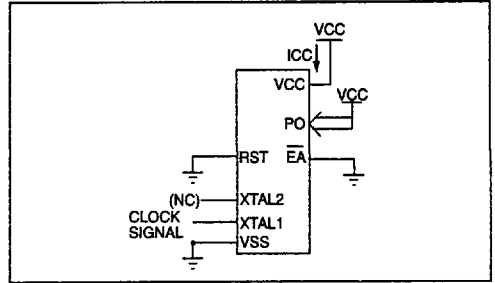 VCC
ICC
VCC
VCC
PO
RST
EA
(NC)
XTAL2
CLOCK
SIGNAL
XTAL1
VSS